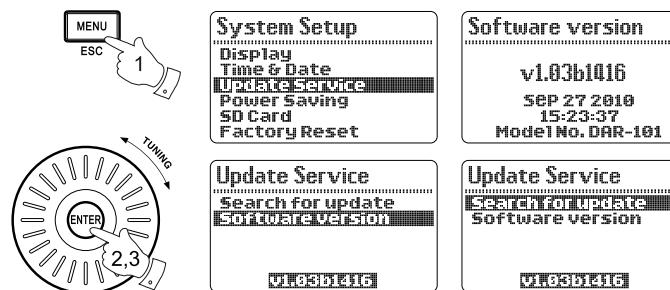 MENU
ESC
1
TUNING
ENTER
2,3
System Setup
Display
Time & Date
Update Service
Power Saving
SD Card
Factory Reset
Software version
v1.03b1416
SEP 27 2010
15:23:37
Model No. DAR-101
Update Service
Search for update
Software version
v1.03b1416
Update Service
Search for update
Software version
v1.03b1416